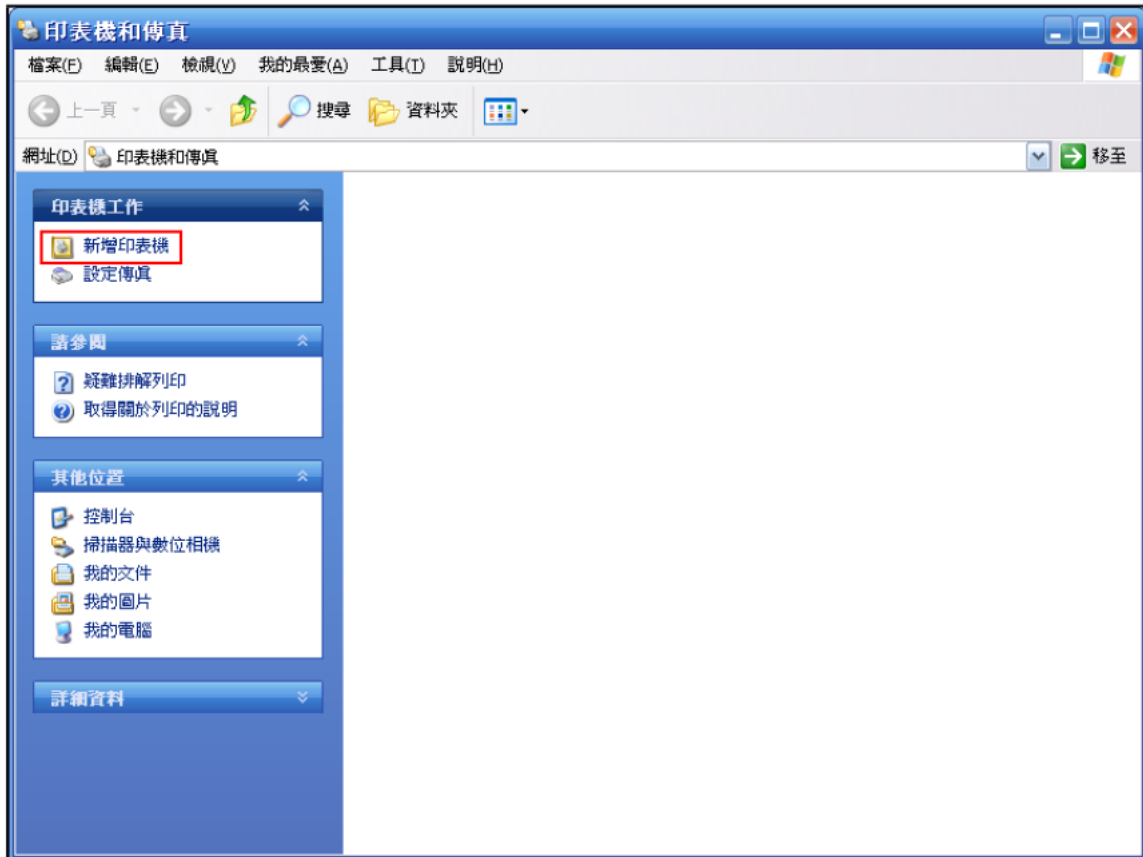 印表機和傳真
檔案(F) 編輯(E) 檢視(V) 我的最愛(A) 工具(T) 說明(H)
上一頁 搜尋 資料夾
網址(D) 印表機和傳真 移至
印表機工作
新增印表機
設定傳真
請參閱
疑難排解列印
取得關於列印的說明
其他位置
控制台
掃描器與數位相機
我的文件
我的圖片
我的電腦
詳細資料